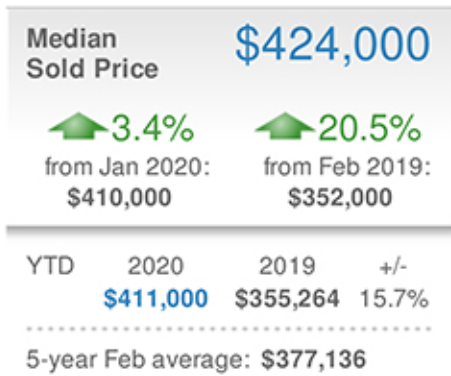 Median
Sold Price
$424,000
3.4%
from Jan 2020:
$410,000
20.5%
from Feb 2019:
$352,000
YTD 2020 2019 +/-
$411,000 $355,264 15.7%
5-year Feb average: $377,136